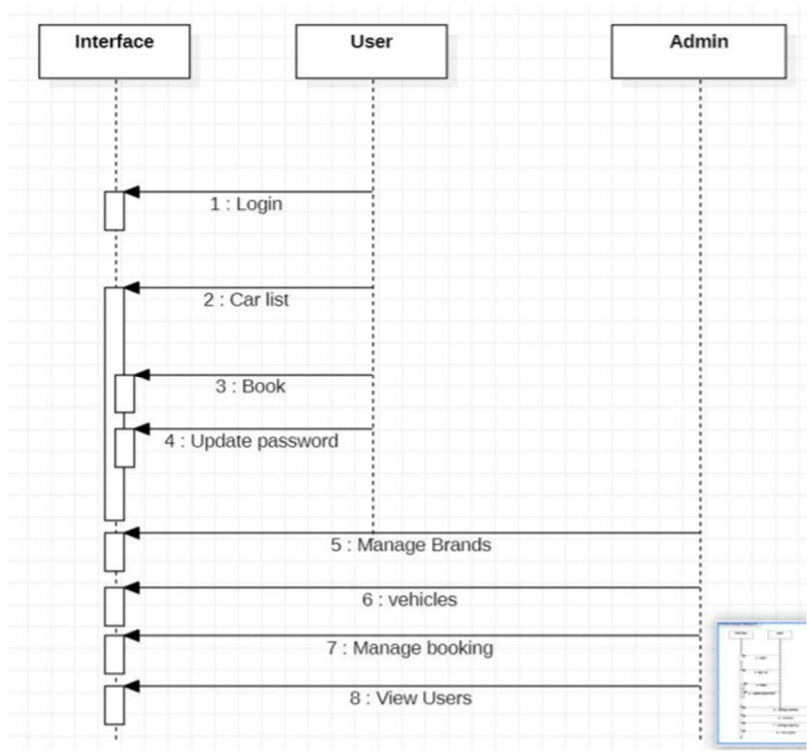 Interface
User
Admin
1 : Login
2 : Car list
3 : Book
4 : Update password
5 : Manage Brands
6 : vehicles
7 : Manage booking
8 : View Users